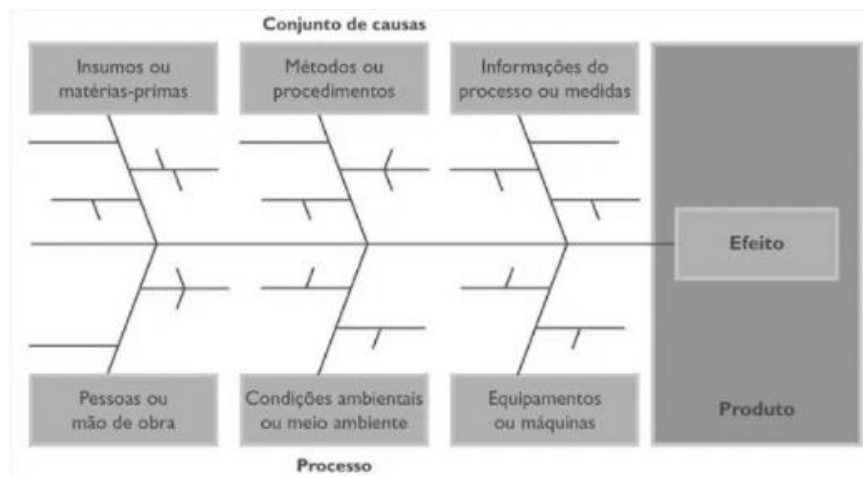 Conjunto de causas
Insumos ou
matérias-primas
Métodos ou
procedimentos
Informações do
processo ou medidas
Efeito
Pessoas ou
mão de obra
Condições ambientais
ou meio ambiente
Equipamentos
ou máquinas
Produto
Processo